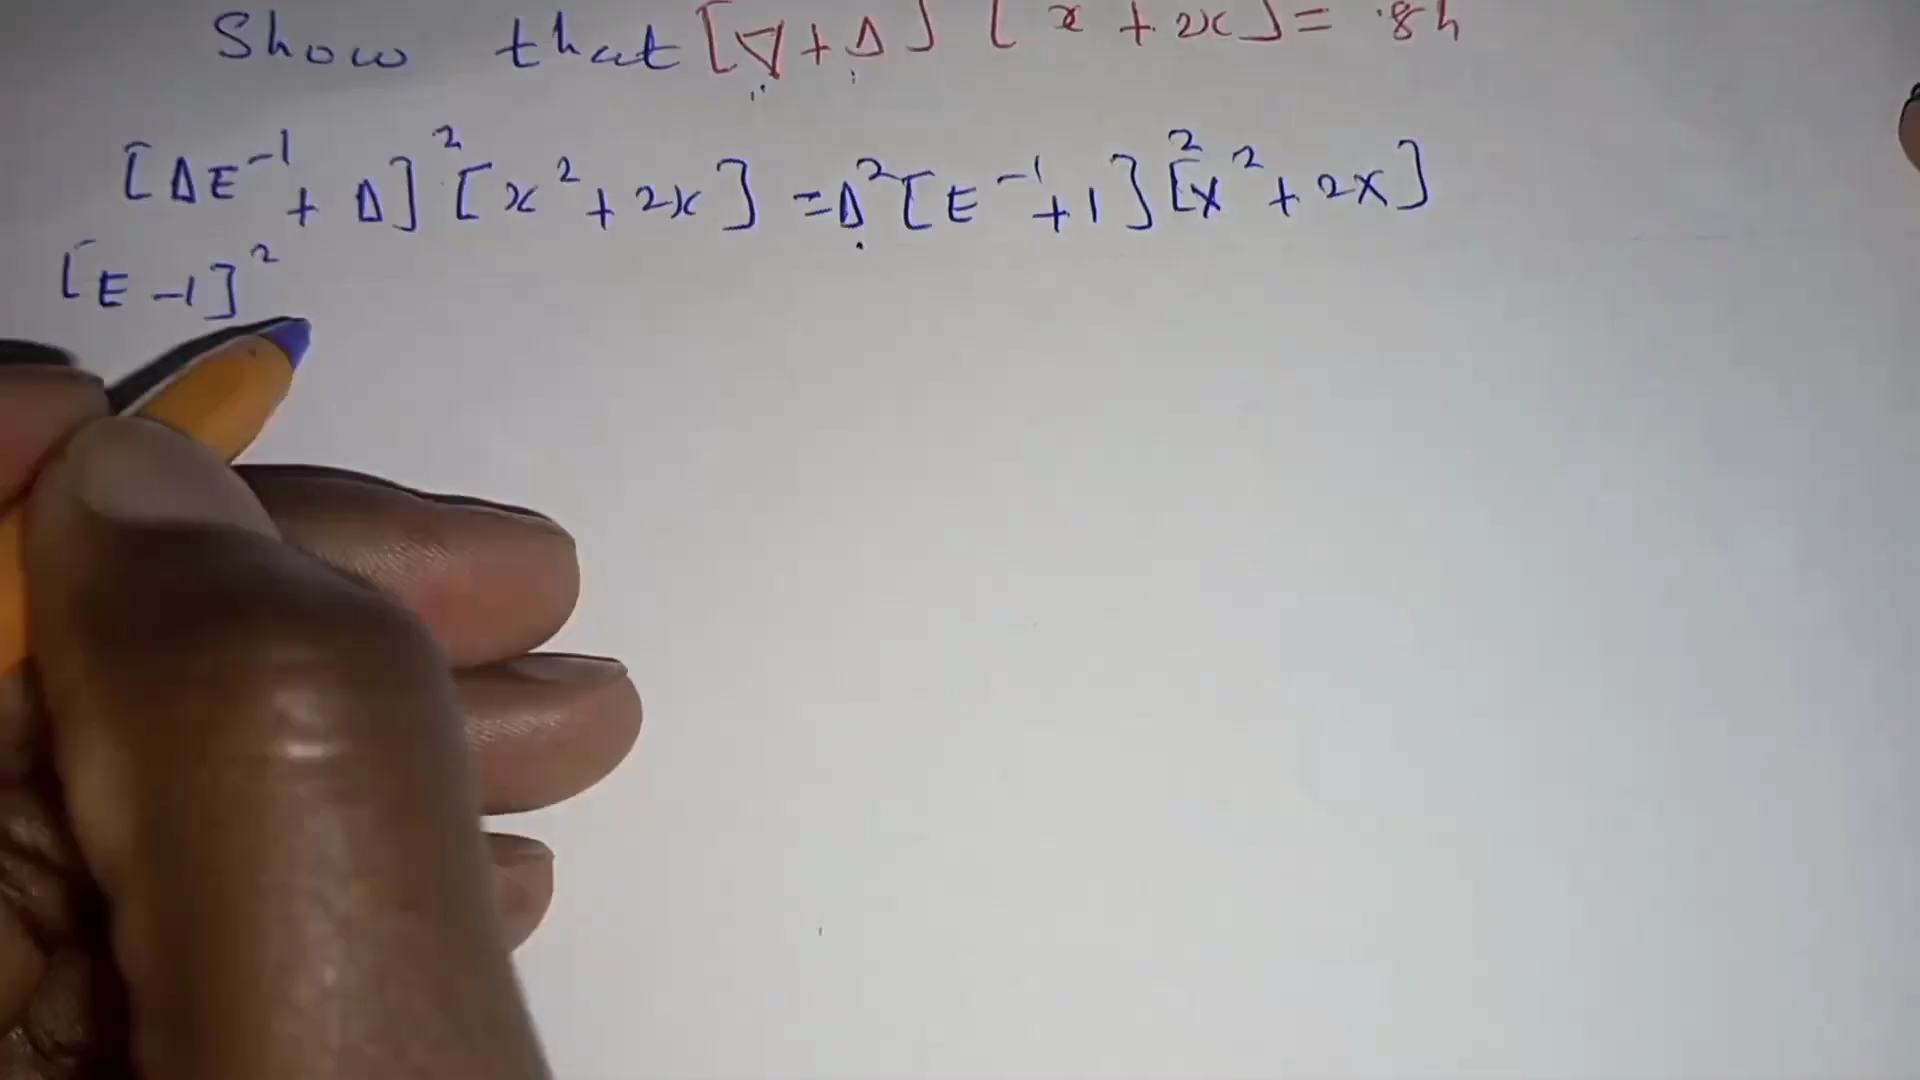 Show that [∇+Δ] [x + 2x] = 8h
[ΔE⁻¹ + Δ]² [x² + 2x] = Δ² [E⁻¹ + 1]² [x² + 2x]
[E - 1]²